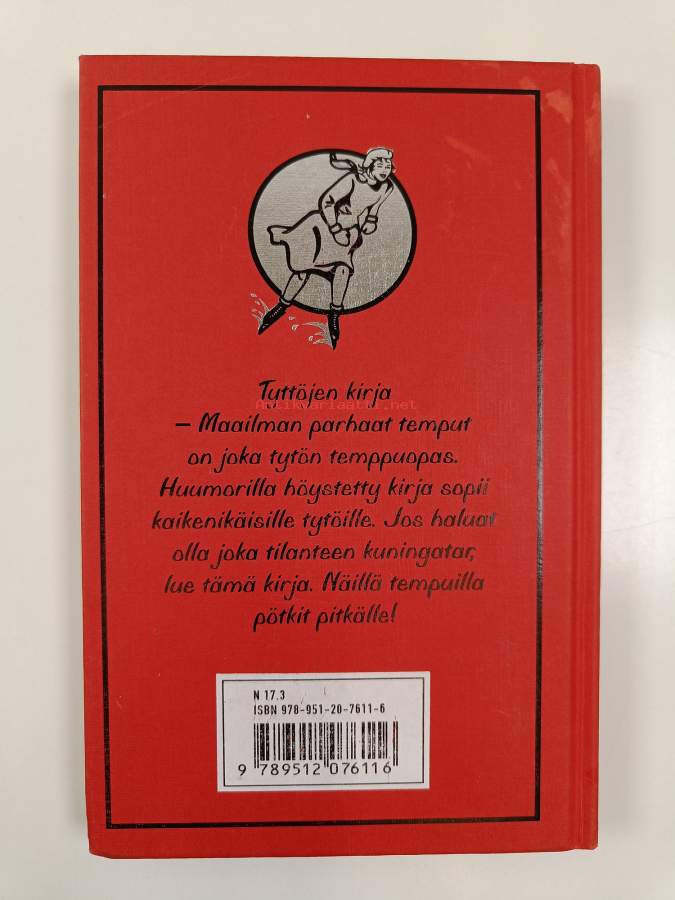 Tyttöjen kirja
antikvariaatti.net
– Maailman parhaat temput
on joka tytön temppuopas.
Huumorilla höystetty kirja sopii
kaikenikäisille tytöille. Jos haluat
olla joka tilanteen kuningatar,
lue tämä kirja. Näillä tempuilla
pötkit pitkälle!
N 17.3
ISBN 978-951-20-7611-6
9 789512 076116